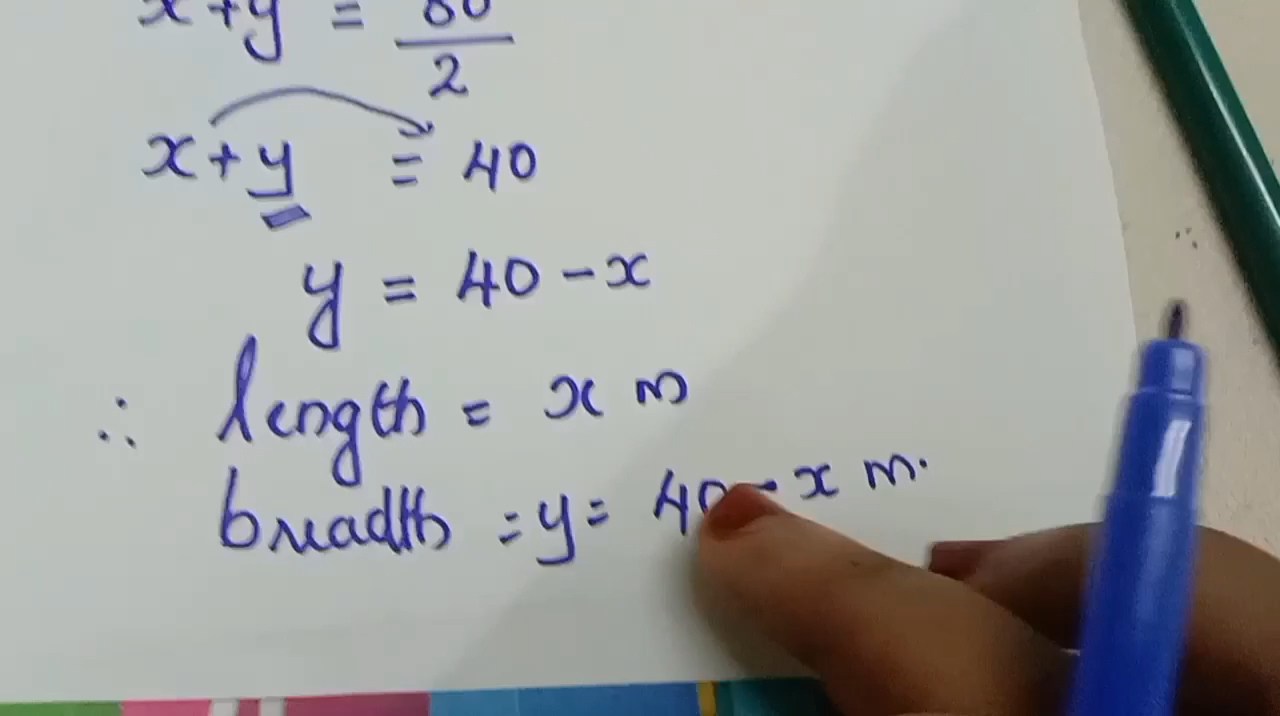 x + y = 80/2
x + y = 40
y = 40 - x
∴ length = x m
breadth = y = 40 - x m.